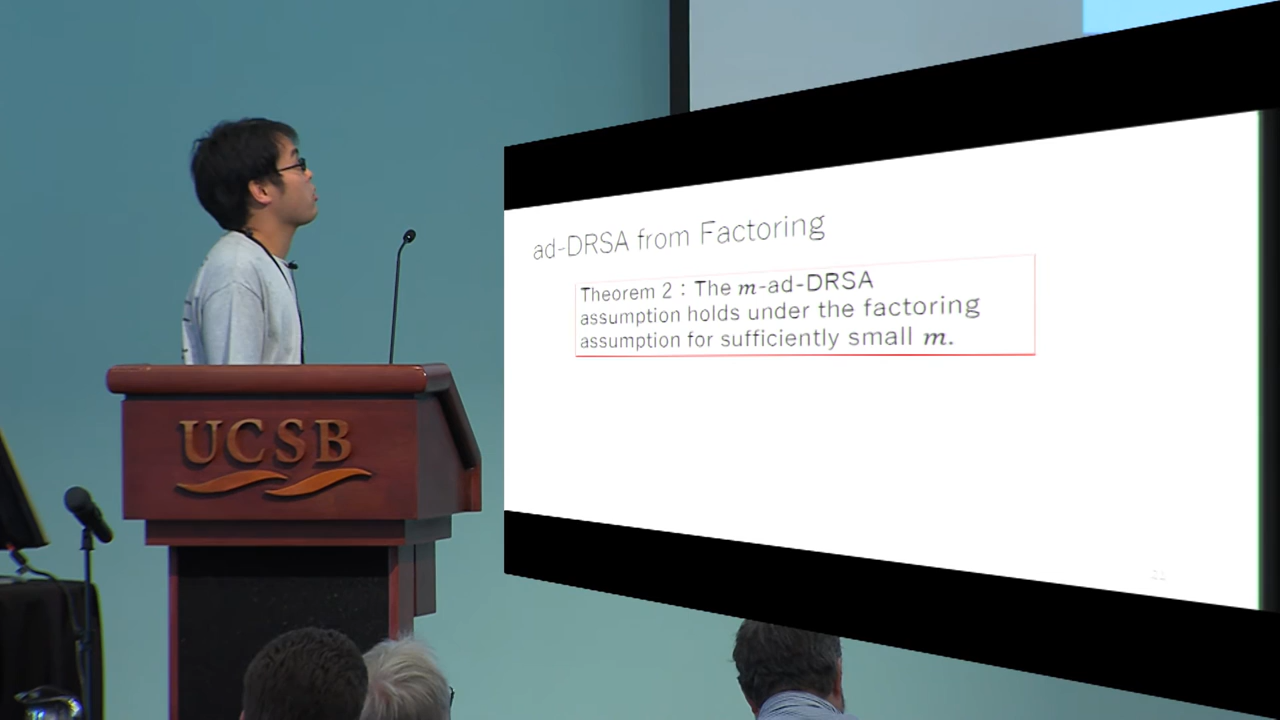 ad-DRSA from Factoring
Theorem 2 : The m-ad-DRSA
assumption holds under the factoring
assumption for sufficiently small m.
UCSB
21